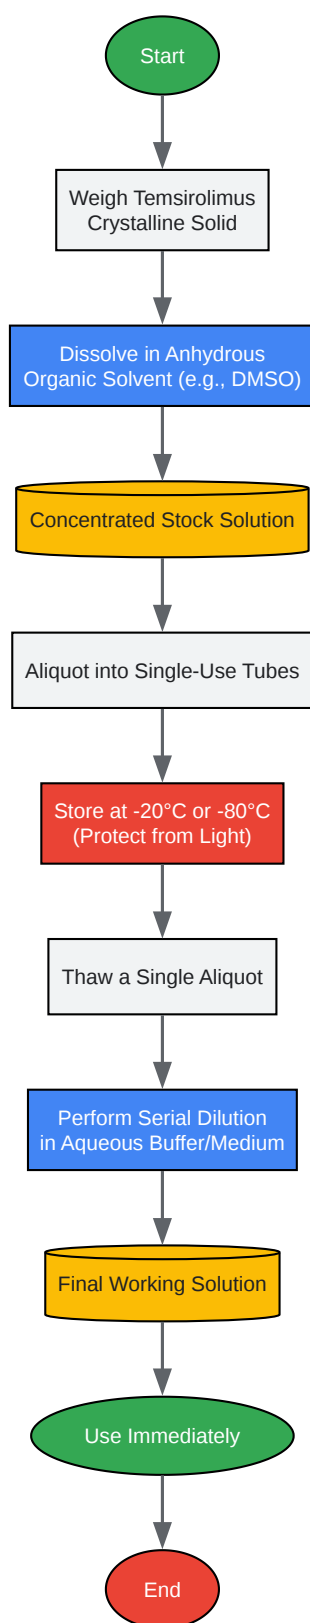 Start
Weigh Temsirolimus
Crystalline Solid
Dissolve in Anhydrous
Organic Solvent (e.g., DMSO)
Concentrated Stock Solution
Aliquot into Single-Use Tubes
Store at -20°C or -80°C
(Protect from Light)
Thaw a Single Aliquot
Perform Serial Dilution
in Aqueous Buffer/Medium
Final Working Solution
Use Immediately
End